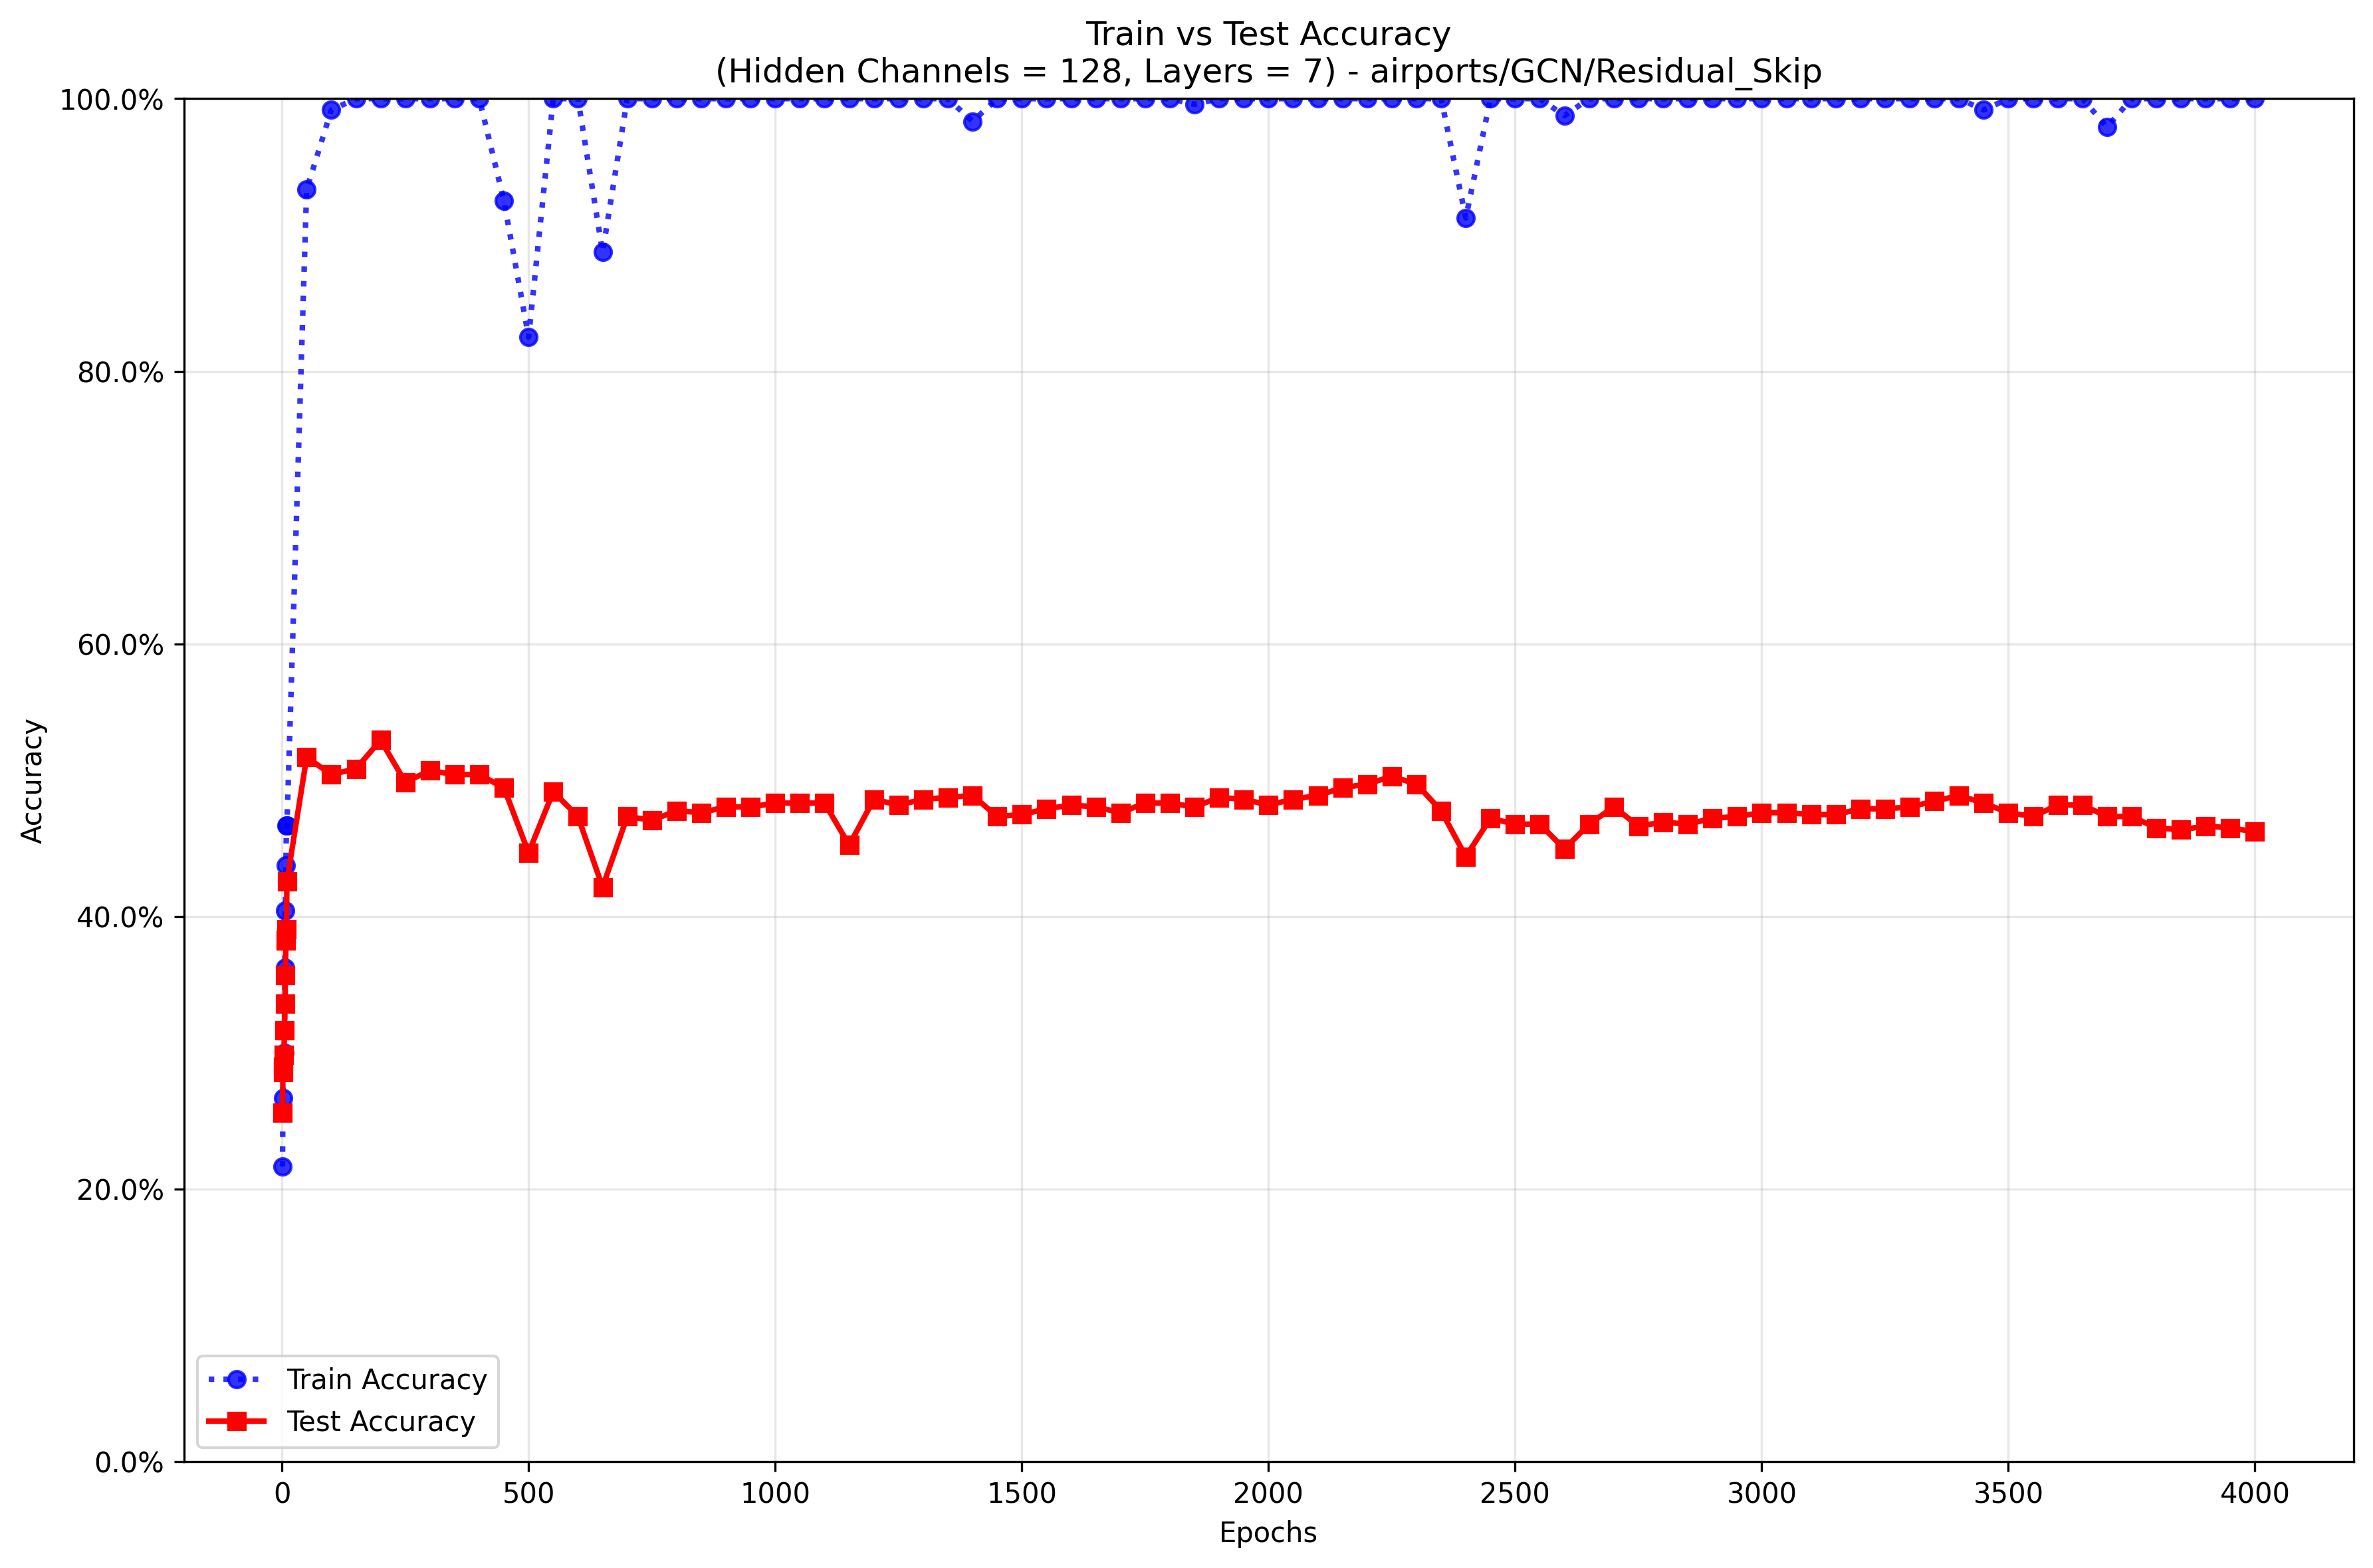 Train vs Test Accuracy
(Hidden Channels = 128, Layers = 7) - airports/GCN/Residual_Skip
100.0%
80.0%
60.0%
40.0%
20.0%
0.0%
Accuracy
Train Accuracy
Test Accuracy
0
500
1000
1500
2000
2500
3000
3500
4000
Epochs